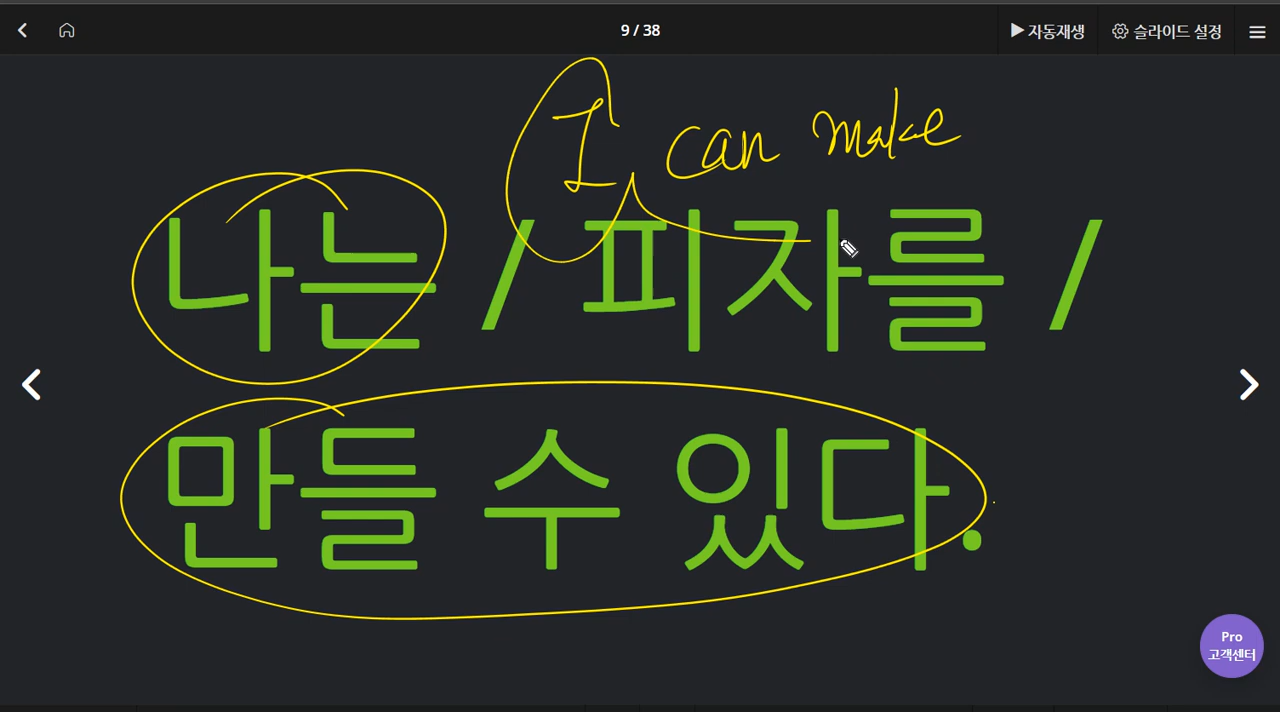 9 / 38
▶자동재생
슬라이드 설정
I can make
나는 / 피자를 /
만들 수 있다.
Pro
고객센터